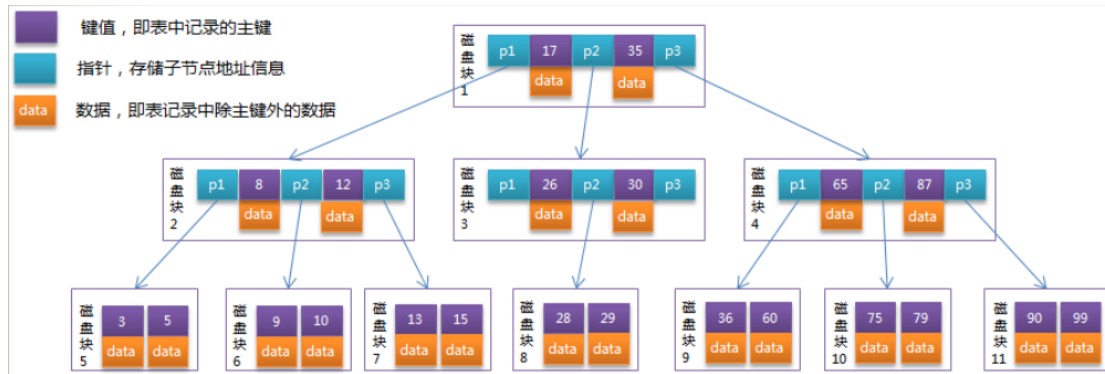 键值，即表中记录的主键
指针，存储子节点地址信息
data 数据，即表记录中除主键外的数据
磁盘块1
p1 17 p2 35 p3
data data
磁盘块2
p1 8 p2 12 p3
data data
磁盘块3
p1 26 p2 30 p3
data data
磁盘块4
p1 65 p2 87 p3
data data
磁盘块5
3 5
data data
磁盘块6
9 10
data data
磁盘块7
13 15
data data
磁盘块8
28 29
data data
磁盘块9
36 60
data data
磁盘块10
75 79
data data
磁盘块11
90 99
data data